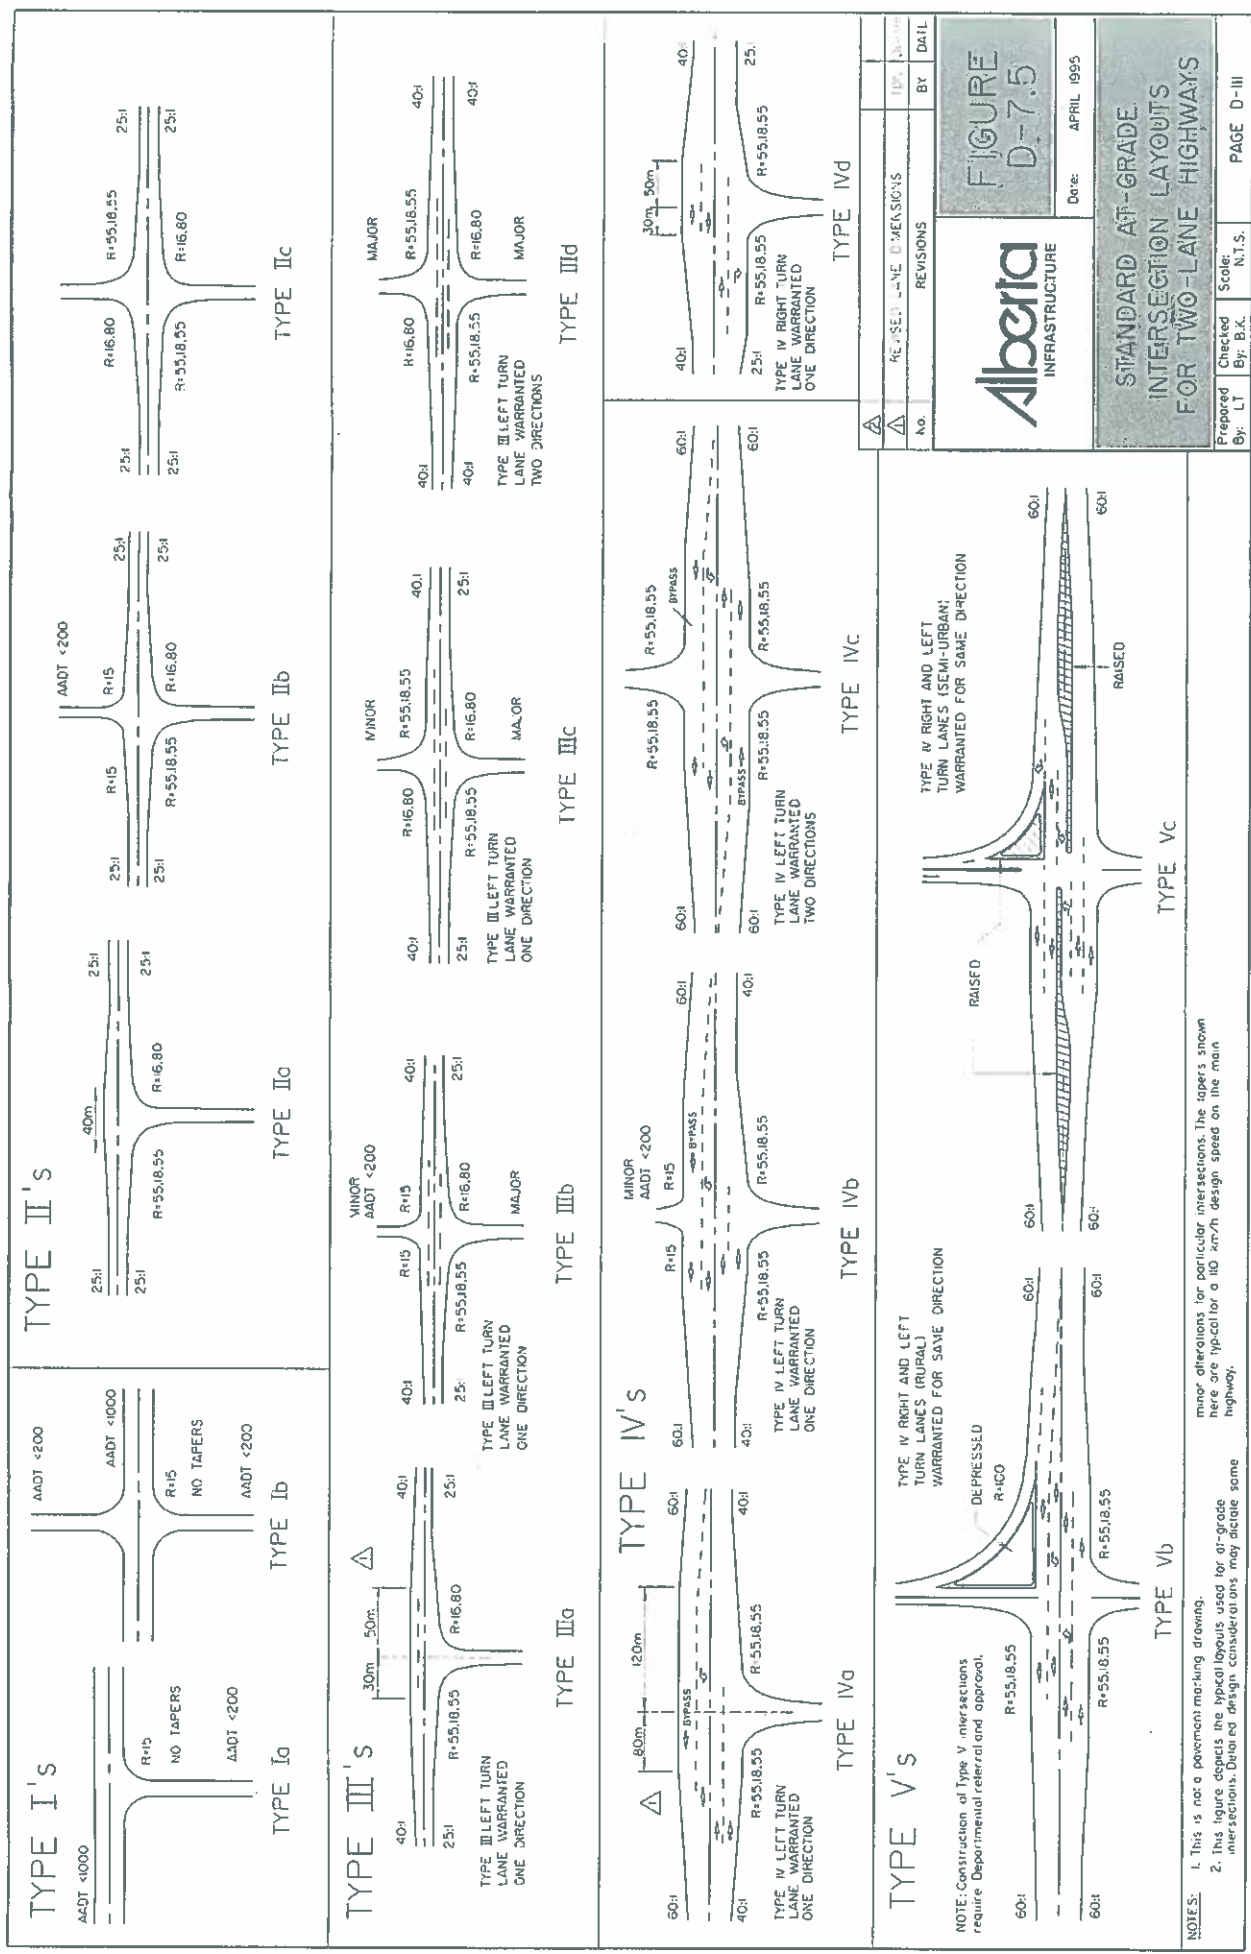 TYPE I'S
AADT <1000
R=15
NO TAPERS
AADT <200
TYPE Ia
AADT <200
AADT <1000
R=15
NO TAPERS
AADT <200
TYPE Ib
TYPE II'S
25:1
40m
25:1
25:1
25:1
R=55,18,55
R=16,80
TYPE IIa
AADT <200
25:1
R=15
R=15
25:1
25:1
25:1
R=55,18,55
R=16,80
TYPE IIb
25:1
R=16,80
R=55,18,55
25:1
25:1
25:1
R=55,18,55
R=16,80
TYPE IIc
TYPE III'S
1
30m
50m
40:1
40:1
25:1
25:1
R=55,18,55
R=16,80
TYPE III LEFT TURN
LANE WARRANTED
ONE DIRECTION
TYPE IIIa
MINOR
AADT <200
R=15
R=15
40:1
40:1
25:1
25:1
R=55,18,55
R=16,80
MAJOR
TYPE III LEFT TURN
LANE WARRANTED
ONE DIRECTION
TYPE IIIb
MINOR
R=16,80
R=55,18,55
40:1
40:1
25:1
25:1
R=55,18,55
R=16,80
MAJOR
TYPE III LEFT TURN
LANE WARRANTED
ONE DIRECTION
TYPE IIIc
MAJOR
R=16,80
R=55,18,55
40:1
40:1
40:1
40:1
R=55,18,55
R=16,80
MAJOR
TYPE III LEFT TURN
LANE WARRANTED
TWO DIRECTIONS
TYPE IIId
TYPE IV'S
1
80m
120m
60:1
BYPASS
60:1
40:1
40:1
R=55,18,55
R=55,18,55
TYPE IV LEFT TURN
LANE WARRANTED
ONE DIRECTION
TYPE IVa
MINOR
AADT <200
R=15
R=15
60:1
BYPASS
60:1
40:1
40:1
R=55,18,55
R=55,18,55
TYPE IV LEFT TURN
LANE WARRANTED
ONE DIRECTION
TYPE IVb
R=55,18,55
R=55,18,55
60:1
BYPASS
60:1
60:1
BYPASS
60:1
R=55,18,55
R=55,18,55
TYPE IV LEFT TURN
LANE WARRANTED
TWO DIRECTIONS
TYPE IVc
30m
50m
40:1
40:1
25:1
25:1
R=55,18,55
R=55,18,55
TYPE IV RIGHT TURN
LANE WARRANTED
ONE DIRECTION
TYPE IVd
TYPE V'S
NOTE: Construction of Type V intersections
require Departmental referral and approval.
TYPE IV RIGHT AND LEFT
TURN LANES (RURAL)
WARRANTED FOR SAME DIRECTION
DEPRESSED
R=100
60:1
R=55,18,55
60:1
60:1
60:1
R=55,18,55
R=55,18,55
TYPE Vb
TYPE IV RIGHT AND LEFT
TURN LANES (SEMI-URBAN)
WARRANTED FOR SAME DIRECTION
RAISED
60:1
60:1
60:1
60:1
RAISED
TYPE Vc
NOTES: 1. This is not a pavement marking drawing.
2. This figure depicts the typical layouts used for at-grade
intersections. Detailed design considerations may dictate some
minor alterations for particular intersections. The tapers shown
here are typical for a 110 km/h design speed on the main
highway.
2
1 REVISED LANE DIMENSIONS
No. REVISIONS BY DATE
Alberta
INFRASTRUCTURE
FIGURE
D-7.5
Date: APRIL 1995
STANDARD AT-GRADE
INTERSECTION LAYOUTS
FOR TWO-LANE HIGHWAYS
Prepared By: LT
Checked By: B.K.
Scale: N.T.S.
PAGE D-111